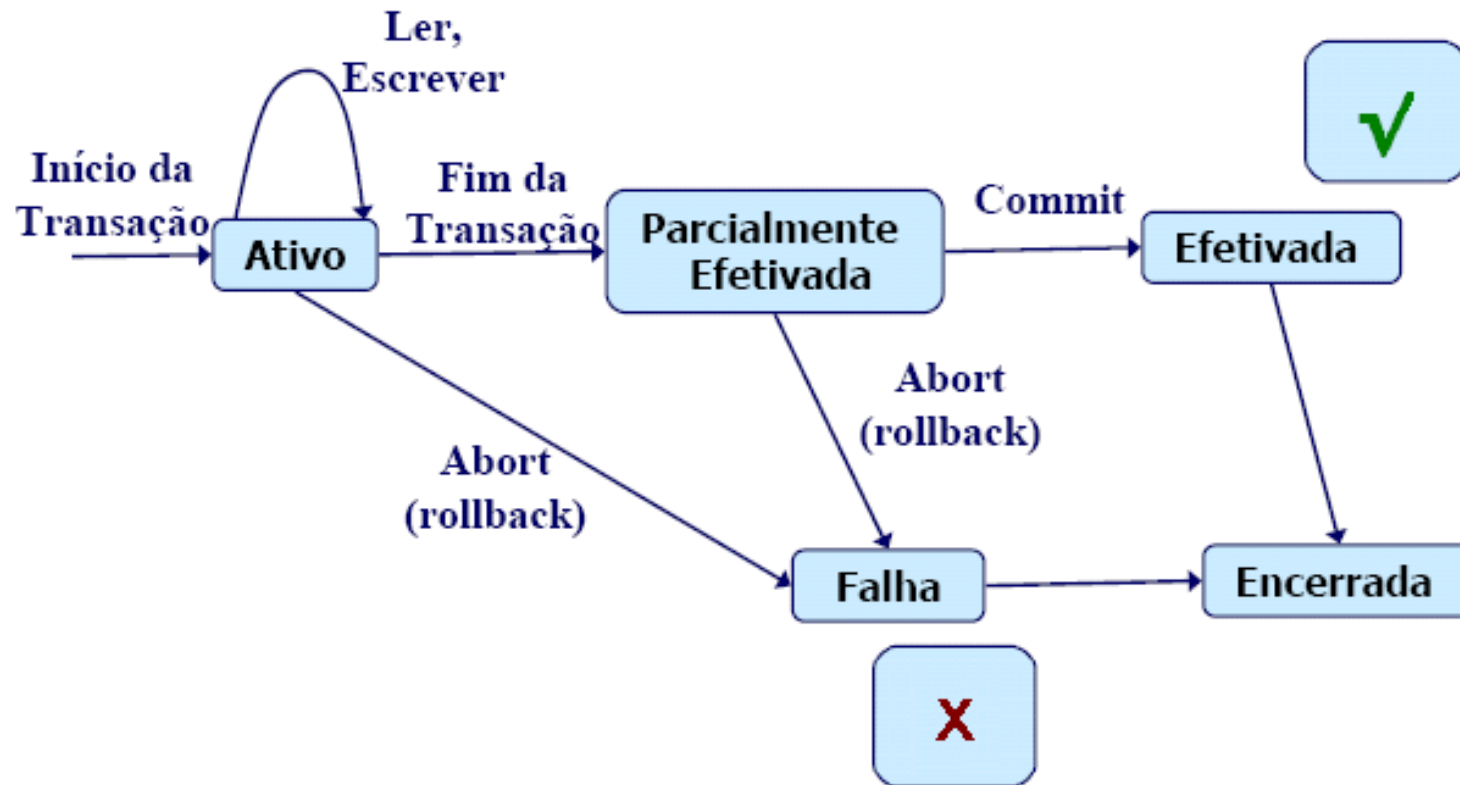 Ler,
Escrever
Início da
Transação
Ativo
Fim da
Transação
Parcialmente
Efetivada
Commit
Efetivada
√
Abort
(rollback)
Abort
(rollback)
Falha
Encerrada
X